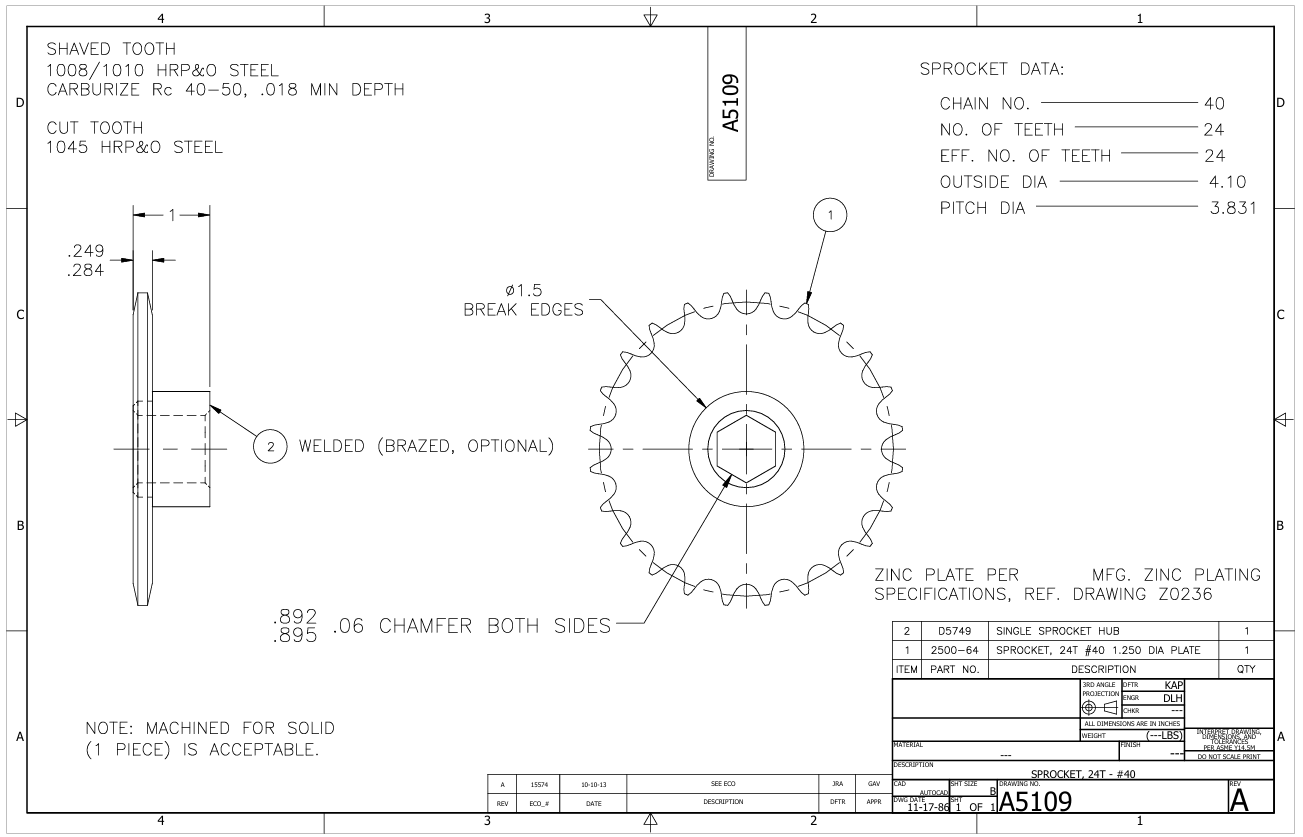 4
3
2
1
SHAVED TOOTH
1008/1010 HRP&O STEEL
CARBURIZE Rc 40-50, .018 MIN DEPTH
CUT TOOTH
1045 HRP&O STEEL
DRAWING NO.
A5109
SPROCKET DATA:
CHAIN NO. 40
NO. OF TEETH 24
EFF. NO. OF TEETH 24
OUTSIDE DIA 4.10
PITCH DIA 3.831
D
D
1
.249
.284
1
Ø1.5
BREAK EDGES
C
C
2 WELDED (BRAZED, OPTIONAL)
B
B
.892
.895 .06 CHAMFER BOTH SIDES
ZINC PLATE PER MFG. ZINC PLATING
SPECIFICATIONS, REF. DRAWING Z0236
NOTE: MACHINED FOR SOLID
(1 PIECE) IS ACCEPTABLE.
A
A
2 D5749 SINGLE SPROCKET HUB 1
1 2500-64 SPROCKET, 24T #40 1.250 DIA PLATE 1
ITEM PART NO. DESCRIPTION QTY
3RD ANGLE
PROJECTION
DFTR KAP
ENGR DLH
CHKR ---
ALL DIMENSIONS ARE IN INCHES
WEIGHT (---LBS)
INTERPRET DRAWING,
DIMENSIONS, AND
TOLERANCES
PER ASME Y14.5M
DO NOT SCALE PRINT
MATERIAL ---
FINISH ---
DESCRIPTION
SPROCKET, 24T - #40
CAD AUTOCAD
SHT SIZE B
DRAWING NO.
A5109
REV
A
DWG DATE 11-17-86
SHT 1 OF 1
A 15574 10-10-13 SEE ECO JRA GAV
REV ECO_# DATE DESCRIPTION DFTR APPR
4
3
2
1